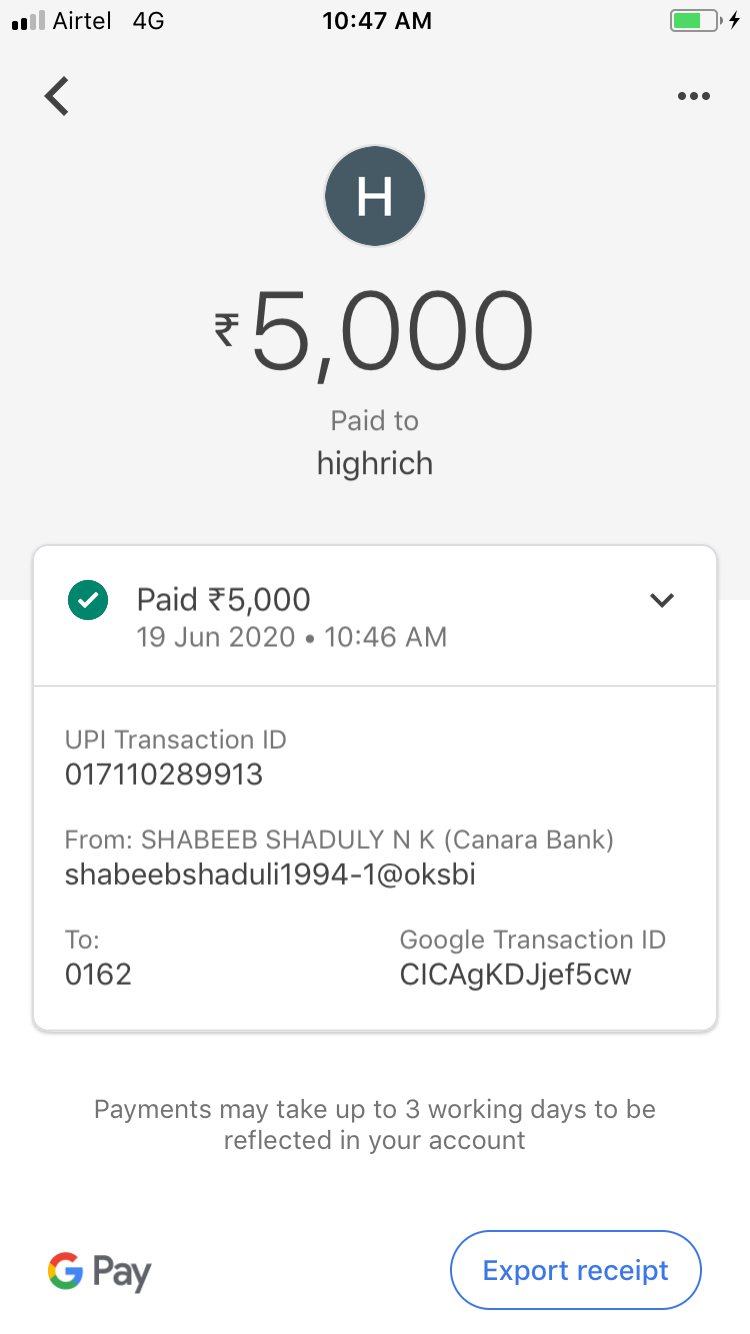 Airtel 4G 10:47 AM
H
₹5,000
Paid to
highrich
Paid ₹5,000
19 Jun 2020 • 10:46 AM
UPI Transaction ID
017110289913
From: SHABEEB SHADULY N K (Canara Bank)
shabeebshaduli1994-1@oksbi
To:
0162
Google Transaction ID
CICAgKDJjef5cw
Payments may take up to 3 working days to be
reflected in your account
G Pay
Export receipt